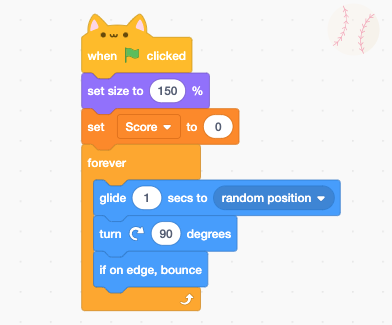 when clicked
set size to 150 %
set Score to 0
forever
glide 1 secs to random position
turn 90 degrees
if on edge, bounce